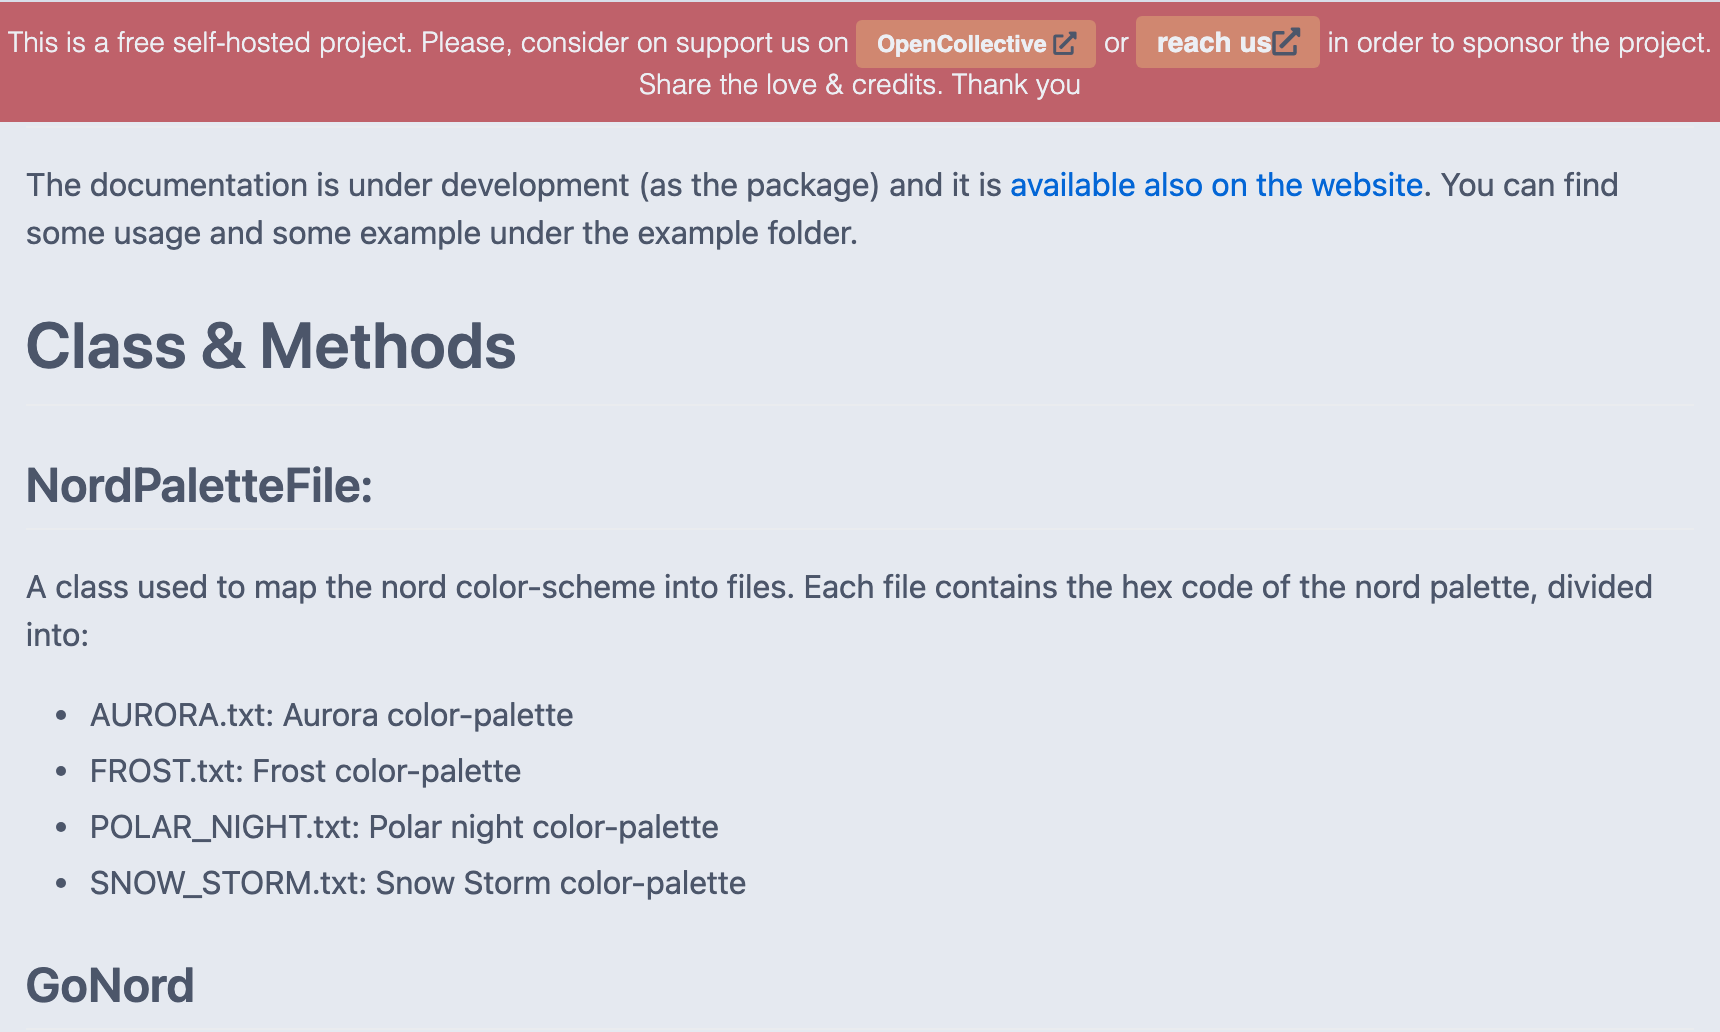 This is a free self-hosted project. Please, consider on support us on OpenCollective or reach us in order to sponsor the project.
Share the love & credits. Thank you
The documentation is under development (as the package) and it is available also on the website. You can find
some usage and some example under the example folder.
Class & Methods
NordPaletteFile:
A class used to map the nord color-scheme into files. Each file contains the hex code of the nord palette, divided
into:
• AURORA.txt: Aurora color-palette
• FROST.txt: Frost color-palette
• POLAR_NIGHT.txt: Polar night color-palette
• SNOW_STORM.txt: Snow Storm color-palette
GoNord